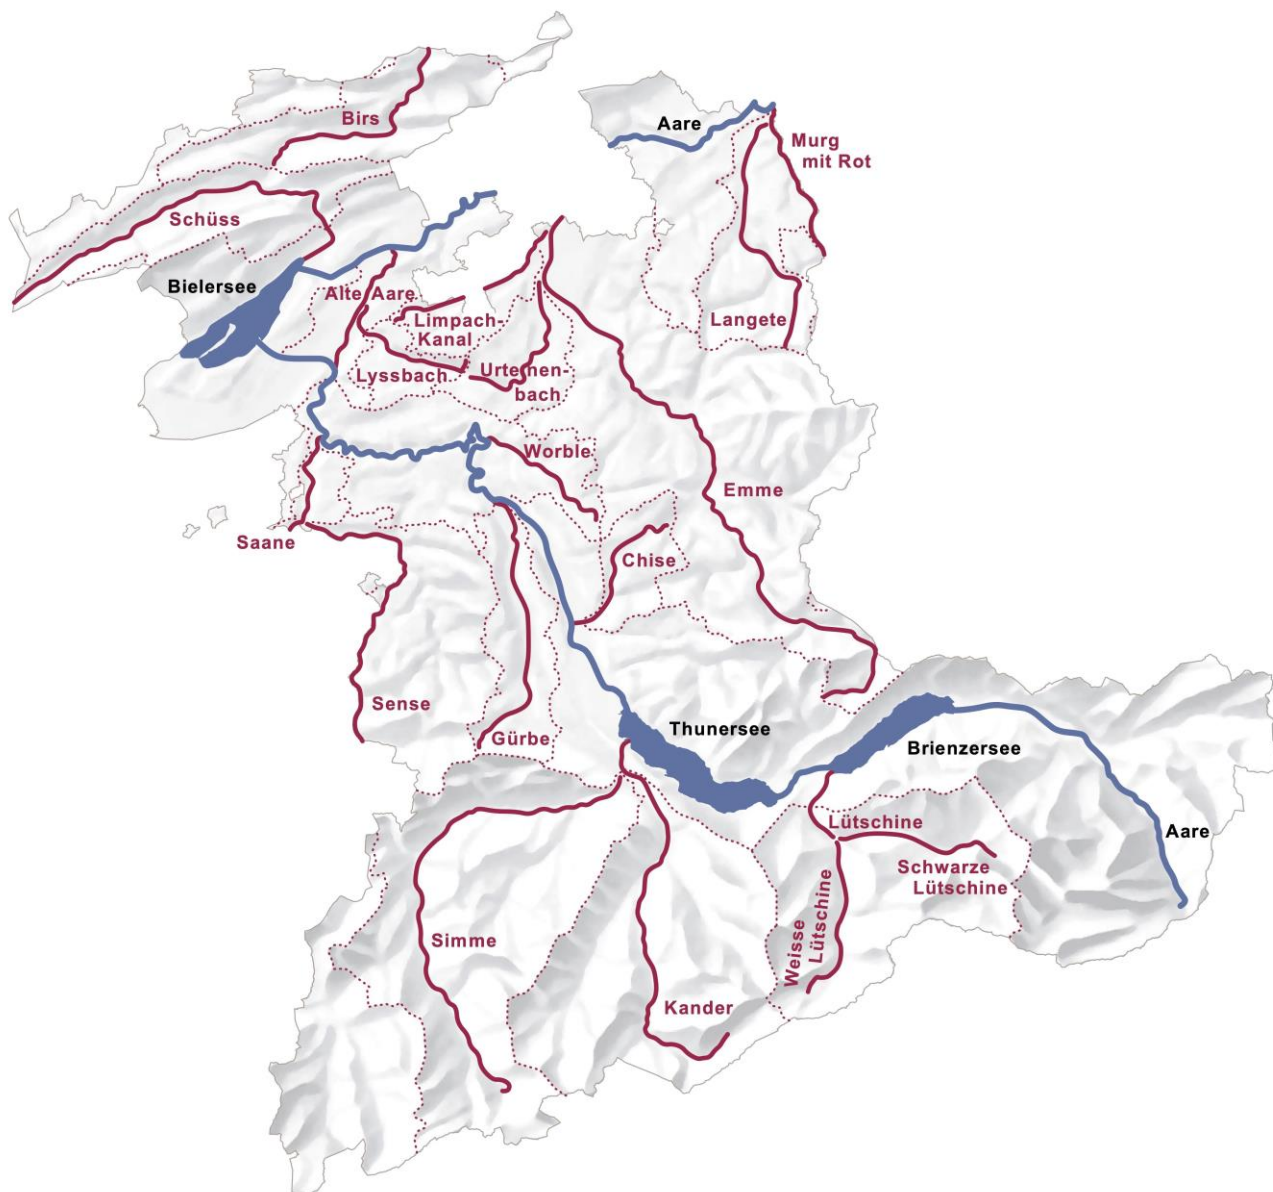 Birs
Aare
Murg
mit Rot
Schüss
Bielersee
Alte Aare
Limpach-
Kanal
Langete
Lyssbach
Urtenen-
bach
Worble
Emme
Saane
Chise
Sense
Gürbe
Thunersee
Brienzersee
Lütschine
Aare
Schwarze
Lütschine
Weisse
Lütschine
Simme
Kander